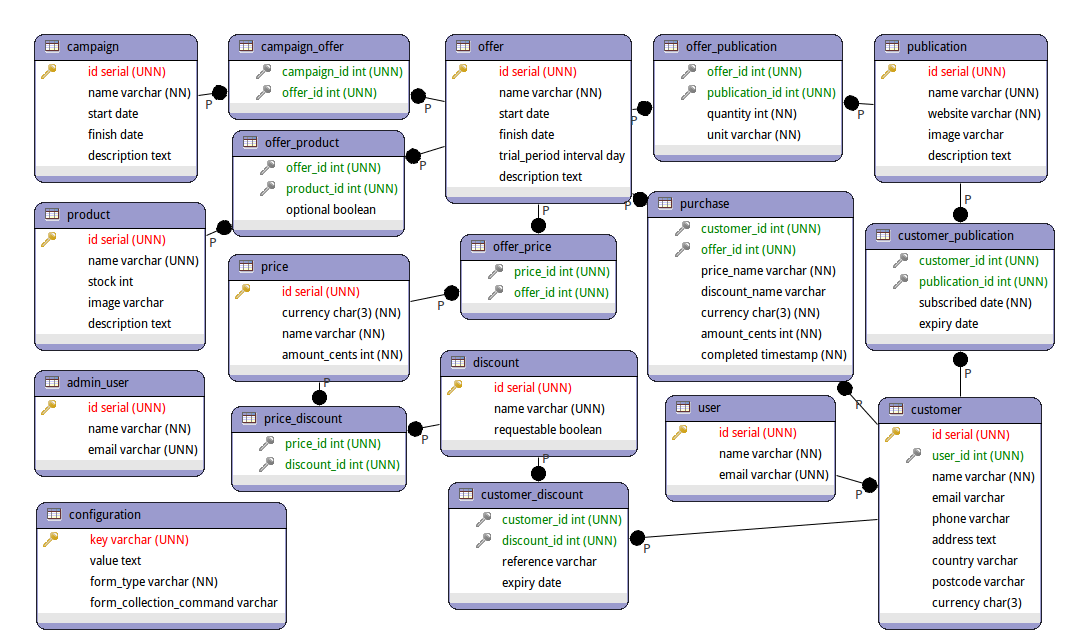 campaign
id serial (UNN)
name varchar (NN)
start date
finish date
description text
P
campaign_offer
campaign_id int (UNN)
offer_id int (UNN)
P
offer
id serial (UNN)
name varchar (NN)
start date
finish date
trial_period interval day
description text
P
offer_publication
offer_id int (UNN)
publication_id int (UNN)
quantity int (NN)
unit varchar (NN)
P
publication
id serial (UNN)
name varchar (UNN)
website varchar (NN)
image varchar
description text
P
offer_product
offer_id int (UNN)
product_id int (UNN)
optional boolean
P
product
id serial (UNN)
name varchar (UNN)
stock int
image varchar
description text
P
price
id serial (UNN)
currency char(3) (NN)
name varchar (NN)
amount_cents int (NN)
P
P
offer_price
price_id int (UNN)
offer_id int (UNN)
P
P
purchase
customer_id int (UNN)
offer_id int (UNN)
price_name varchar (NN)
discount_name varchar
currency char(3) (NN)
amount_cents int (NN)
completed timestamp (NN)
P
customer_publication
customer_id int (UNN)
publication_id int (UNN)
subscribed date (NN)
expiry date
P
admin_user
id serial (UNN)
name varchar (NN)
email varchar (UNN)
price_discount
price_id int (UNN)
discount_id int (UNN)
P
discount
id serial (UNN)
name varchar (UNN)
requestable boolean
P
user
id serial (UNN)
name varchar (NN)
email varchar (UNN)
P
P
customer
id serial (UNN)
user_id int (UNN)
name varchar (NN)
email varchar
phone varchar
address text
country varchar
postcode varchar
currency char(3)
configuration
key varchar (UNN)
value text
form_type varchar (NN)
form_collection_command varchar
customer_discount
customer_id int (UNN)
discount_id int (UNN)
reference varchar
expiry date
P